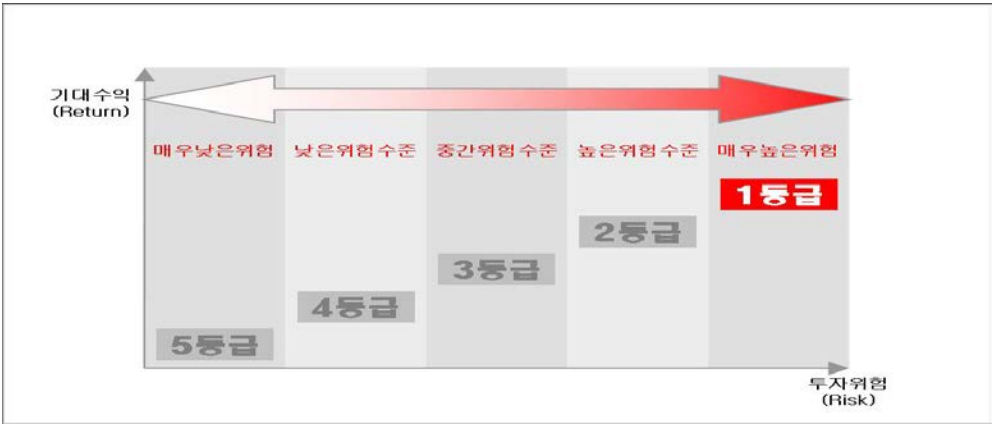 기대수익
(Return)
매우낮은위험 낮은위험수준 중간위험수준 높은위험수준 매우높은위험
1등급
2등급
3등급
4등급
5등급
투자위험
(Risk)